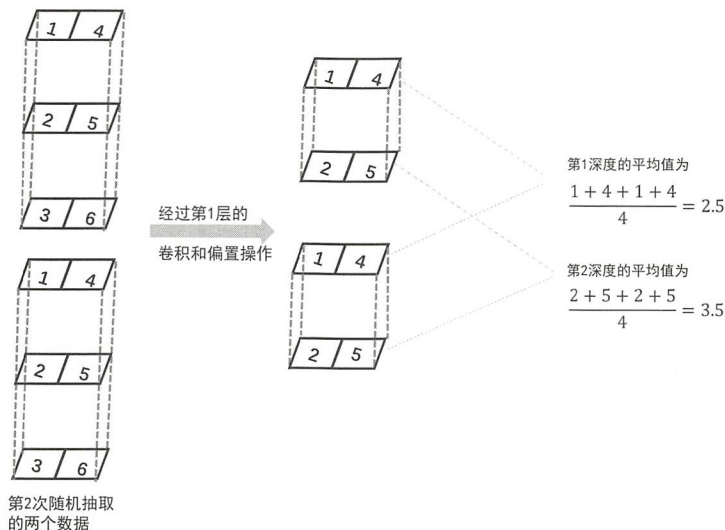 1 4
2 5
3 6
1 4
2 5
3 6
第2次随机抽取
的两个数据
经过第1层的
卷积和偏置操作
1 4
2 5
1 4
2 5
第1深度的平均值为
1 + 4 + 1 + 4
4
= 2.5
第2深度的平均值为
2 + 5 + 2 + 5
4
= 3.5